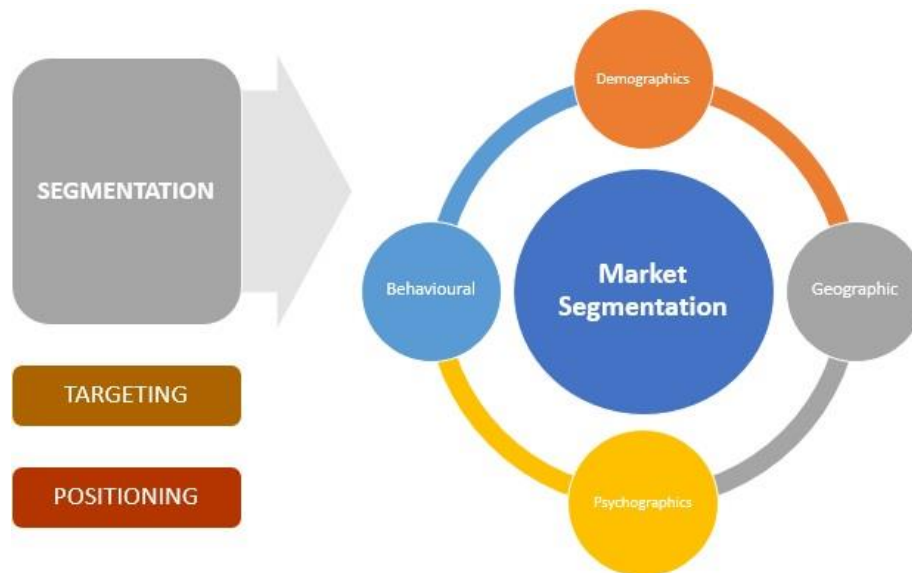 SEGMENTATION
TARGETING
POSITIONING
Demographics
Behavioural
Market
Segmentation
Geographic
Psychographics